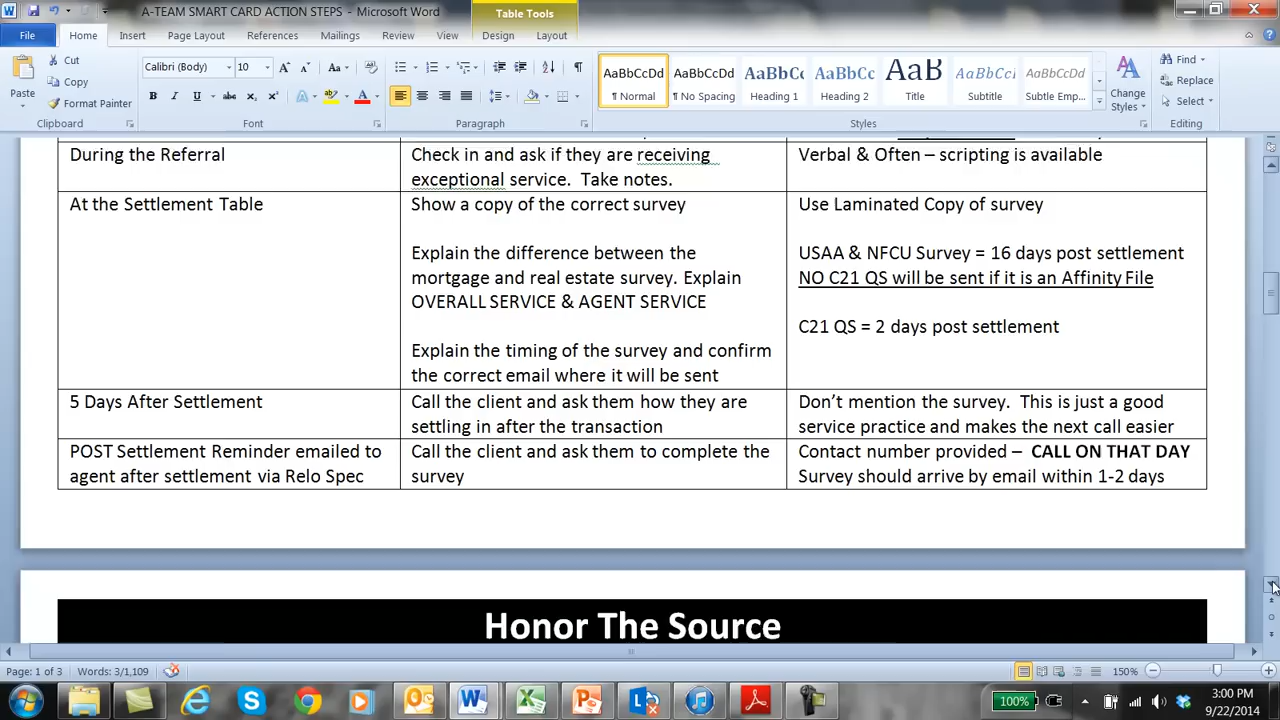 A-TEAM SMART CARD ACTION STEPS - Microsoft Word
Table Tools
File Home Insert Page Layout References Mailings Review View Design Layout
Paste
Cut
Copy
Format Painter
Clipboard
Calibri (Body) 10
Font
Paragraph
AaBbCcDd AaBbCcDd AaBbCc AaBbCc AaB AaBbCcI AaBbCcDd
¶ Normal ¶ No Spacing Heading 1 Heading 2 Title Subtitle Subtle Emp...
Styles
Change Styles
Find
Replace
Select
Editing
During the Referral
Check in and ask if they are receiving
exceptional service. Take notes.
Verbal & Often – scripting is available
At the Settlement Table
Show a copy of the correct survey
Explain the difference between the
mortgage and real estate survey. Explain
OVERALL SERVICE & AGENT SERVICE
Explain the timing of the survey and confirm
the correct email where it will be sent
Use Laminated Copy of survey
USAA & NFCU Survey = 16 days post settlement
NO C21 QS will be sent if it is an Affinity File
C21 QS = 2 days post settlement
5 Days After Settlement
Call the client and ask them how they are
settling in after the transaction
Don't mention the survey. This is just a good
service practice and makes the next call easier
POST Settlement Reminder emailed to
agent after settlement via Relo Spec
Call the client and ask them to complete the
survey
Contact number provided – CALL ON THAT DAY
Survey should arrive by email within 1-2 days
Honor The Source
Page: 1 of 3 Words: 3/1,109
150%
100%
3:00 PM
9/22/2014